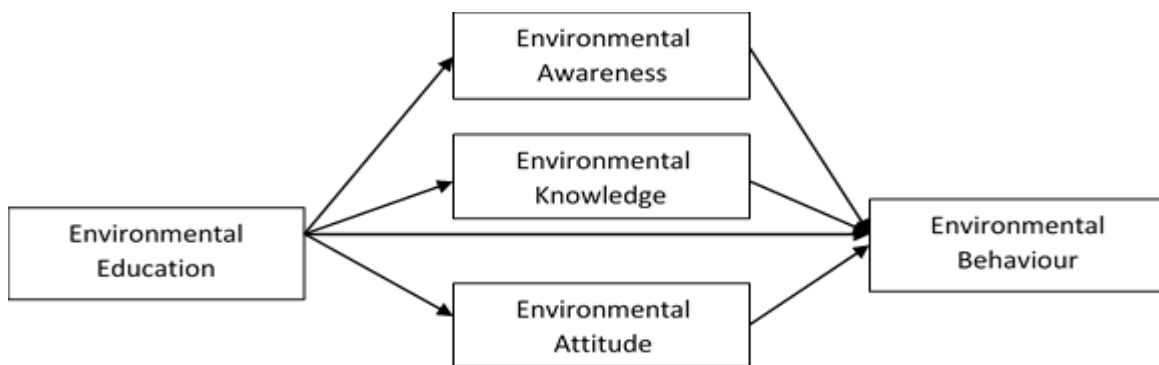 Environmental
Awareness
Environmental
Knowledge
Environmental
Education
Environmental
Behaviour
Environmental
Attitude